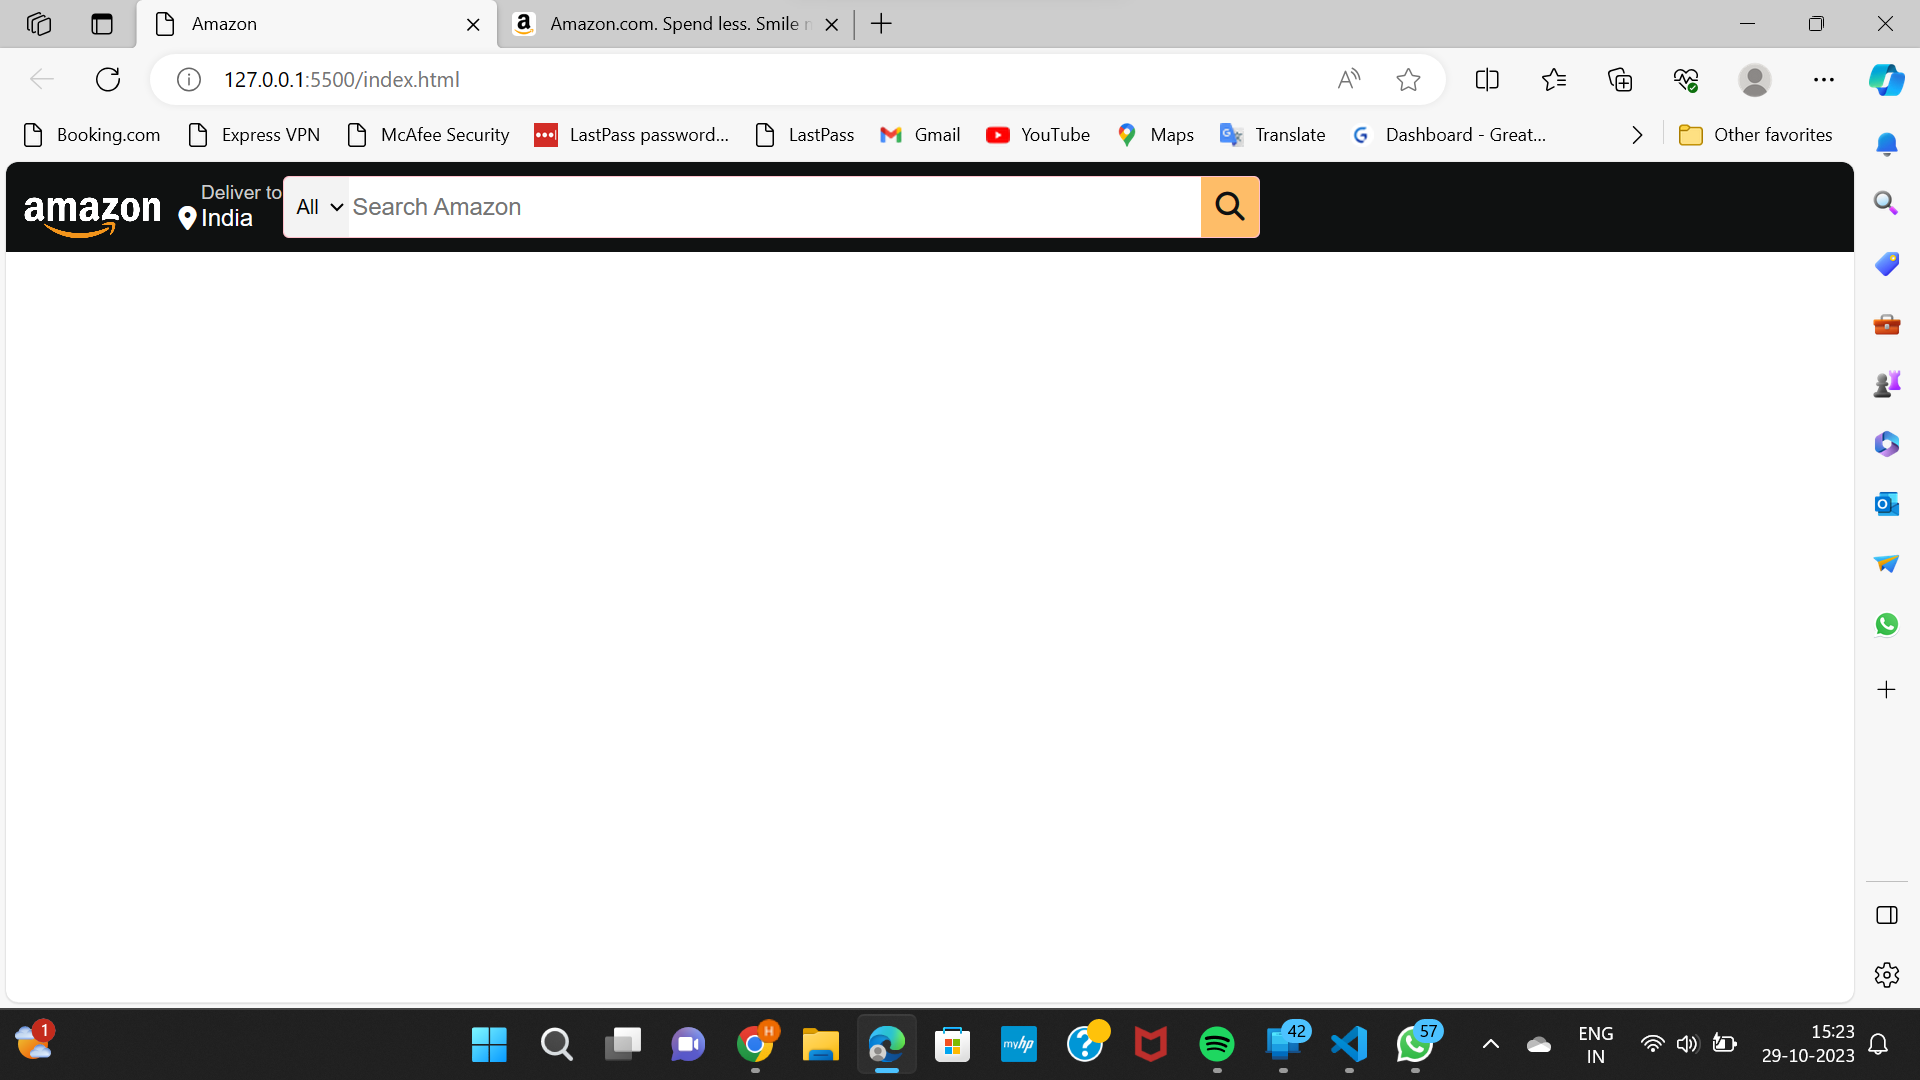 Amazon
Amazon.com. Spend less. Smile
127.0.0.1:5500/index.html
Booking.com
Express VPN
McAfee Security
LastPass password...
LastPass
Gmail
YouTube
Maps
Translate
Dashboard - Great...
Other favorites
amazon
Deliver to
India
All
Search Amazon
1
H
myhp
42
57
ENG
IN
15:23
29-10-2023